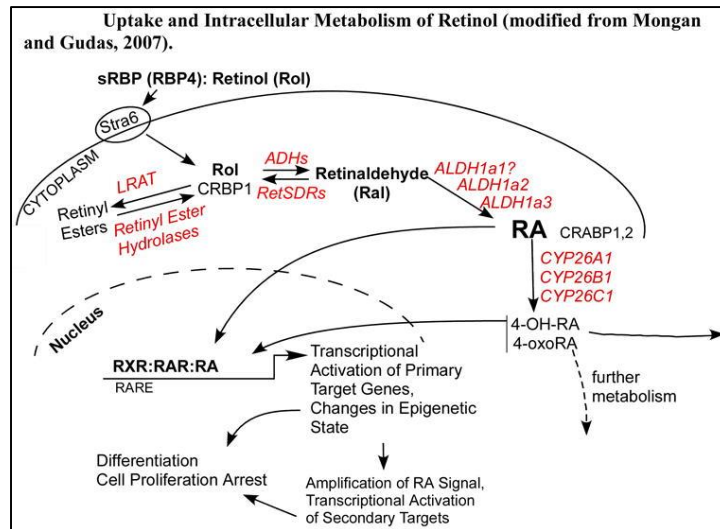 Uptake and Intracellular Metabolism of Retinol (modified from Mongan
and Gudas, 2007).
sRBP (RBP4): Retinol (Rol)
Stra6
CYTOPLASM
Rol
CRBP1
ADHs
RetSDRs
Retinaldehyde
(Ral)
ALDH1a1?
ALDH1a2
ALDH1a3
LRAT
Retinyl
Esters
Retinyl Ester
Hydrolases
RA
CRABP1,2
CYP26A1
CYP26B1
CYP26C1
4-OH-RA
4-oxoRA
further
metabolism
Nucleus
RXR:RAR:RA
RARE
Transcriptional
Activation of Primary
Target Genes,
Changes in Epigenetic
State
Differentiation
Cell Proliferation Arrest
Amplification of RA Signal,
Transcriptional Activation
of Secondary Targets